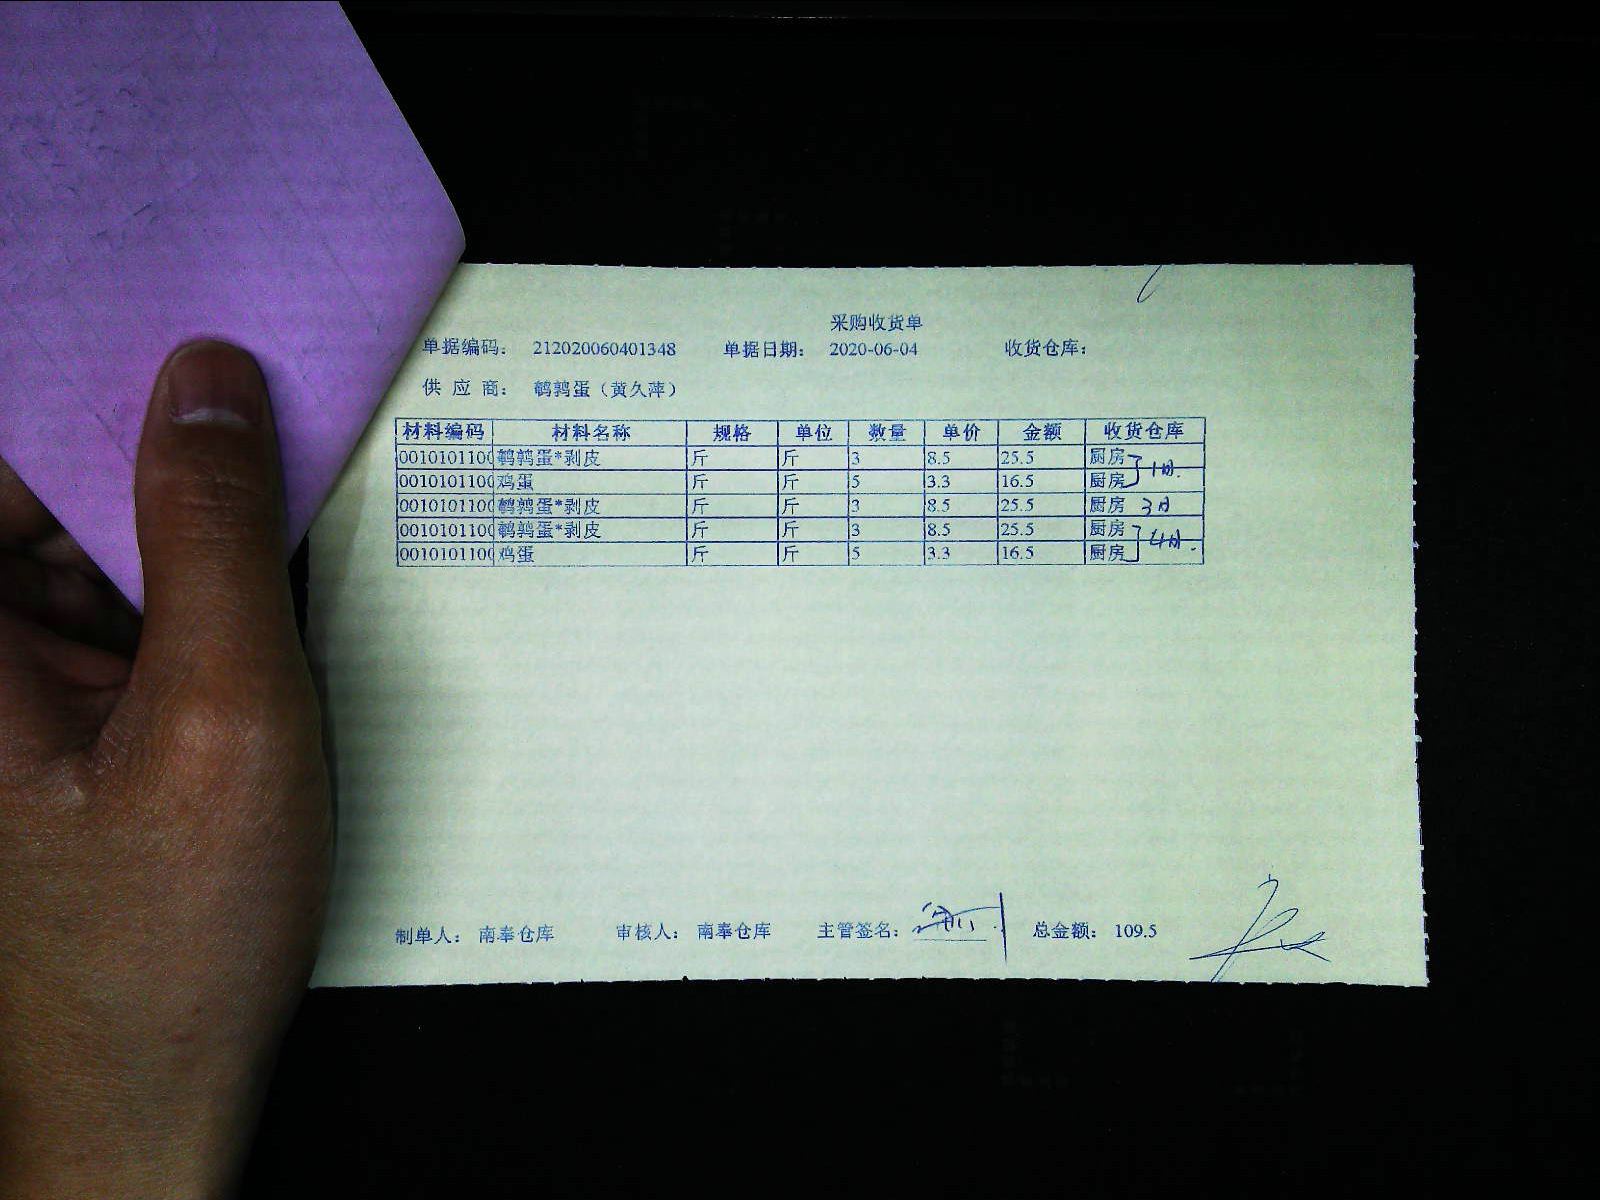 采购收货单
单据编码： 212020060401348 单据日期： 2020-06-04 收货仓库：
供 应 商： 鹌鹑蛋（黄久萍）
材料编码 材料名称 规格 单位 数量 单价 金额 收货仓库
0010101100 鹌鹑蛋*剥皮 斤 斤 3 8.5 25.5 厨房
0010101100 鸡蛋 斤 斤 5 3.3 16.5 厨房 1日.
0010101100 鹌鹑蛋*剥皮 斤 斤 3 8.5 25.5 厨房 3日
0010101100 鹌鹑蛋*剥皮 斤 斤 3 8.5 25.5 厨房
0010101100 鸡蛋 斤 斤 5 3.3 16.5 厨房 4日.
制单人： 南奉仓库 审核人： 南奉仓库 主管签名： 总金额： 109.5